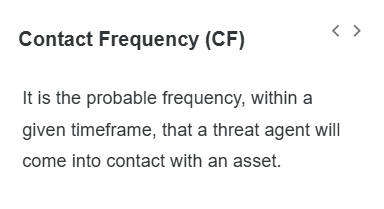 Contact Frequency (CF)
It is the probable frequency, within a
given timeframe, that a threat agent will
come into contact with an asset.